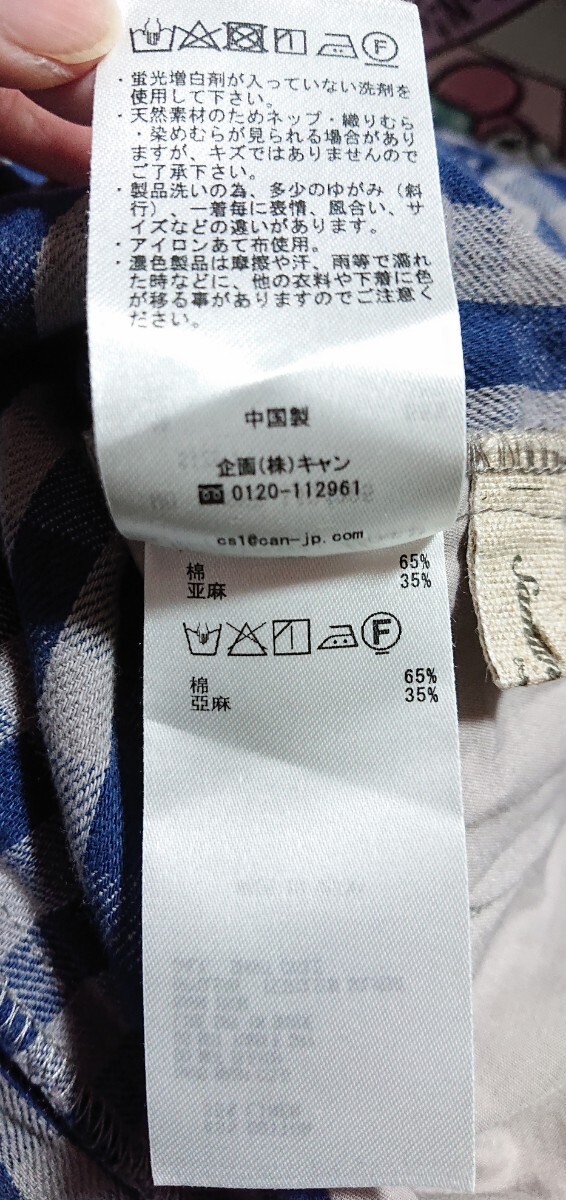 F
・蛍光増白剤が入っていない洗剤を
使用して下さい。
・天然素材のためネップ・織りむら
・染めむらが見られる場合があり
ますが、キズではありませんので
ご了承下さい。
・製品洗いの為、多少のゆがみ（斜
行）、一着毎に表情、風合い、サ
イズなどの違いがあります。
・アイロンあて布使用。
・濃色製品は摩擦や汗、雨等で濡れ
た時などに、他の衣料や下着に色
が移る事がありますのでご注意く
ださい。
中国製
企画(株)キャン
0120-112961
cs1@can-jp.com
棉 65%
亚麻 35%
F
棉 65%
亞麻 35%